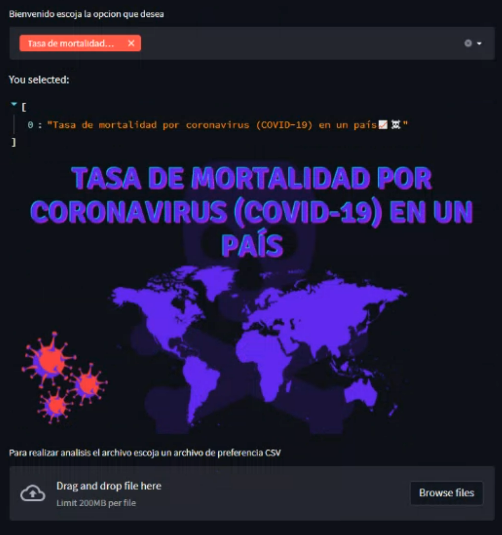 Bienvenido escoja la opcion que desea
Tasa de mortalidad... ×
You selected:
[
0 : "Tasa de mortalidad por coronavirus (COVID-19) en un país📈☠️"
]
TASA DE MORTALIDAD POR
CORONAVIRUS (COVID-19) EN UN
PAÍS
Para realizar analisis el archivo escoja un archivo de preferencia CSV
Drag and drop file here
Limit 200MB per file
Browse files